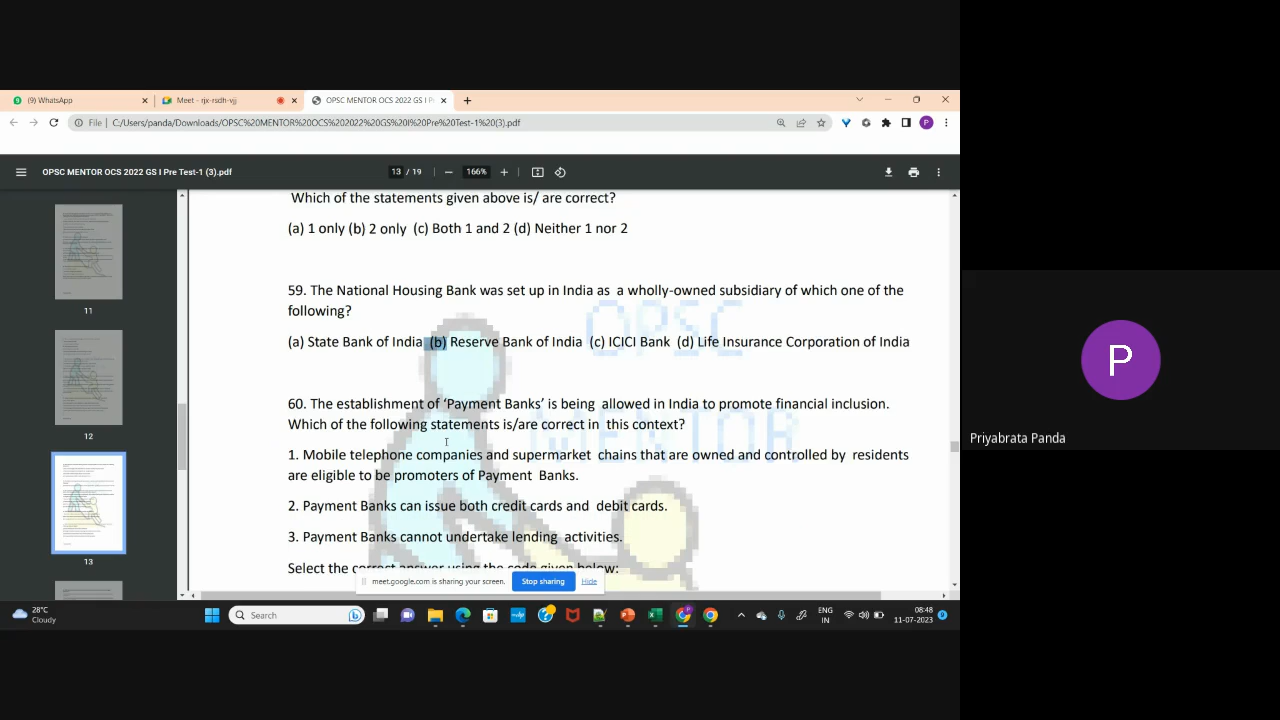 (9) WhatsApp
Meet - rjx-rsdh-vjj
OPSC MENTOR OCS 2022 GS I P
File
C:/Users/panda/Downloads/OPSC%20MENTOR%20OCS%202022%20GS%20I%20Pre%20Test-1%20(3).pdf
OPSC MENTOR OCS 2022 GS I Pre Test-1 (3).pdf
13 / 19
166%
11
12
13
Which of the statements given above is/ are correct?
(a) 1 only (b) 2 only (c) Both 1 and 2 (d) Neither 1 nor 2
59. The National Housing Bank was set up in India as a wholly-owned subsidiary of which one of the
following?
(a) State Bank of India (b) Reserve Bank of India (c) ICICI Bank (d) Life Insurance Corporation of India
60. The establishment of ‘Payment Banks’ is being allowed in India to promote financial inclusion.
Which of the following statements is/are correct in this context?
1. Mobile telephone companies and supermarket chains that are owned and controlled by residents
are eligible to be promoters of Payment Banks.
2. Payment Banks can issue both credit cards and debit cards.
3. Payment Banks cannot undertake lending activities.
Select the correct answer using the code given below:
OPSC
MENTOR
meet.google.com is sharing your screen.
Stop sharing
Hide
28°C
Cloudy
Search
ENG
IN
08:48
11-07-2023
P
Priyabrata Panda